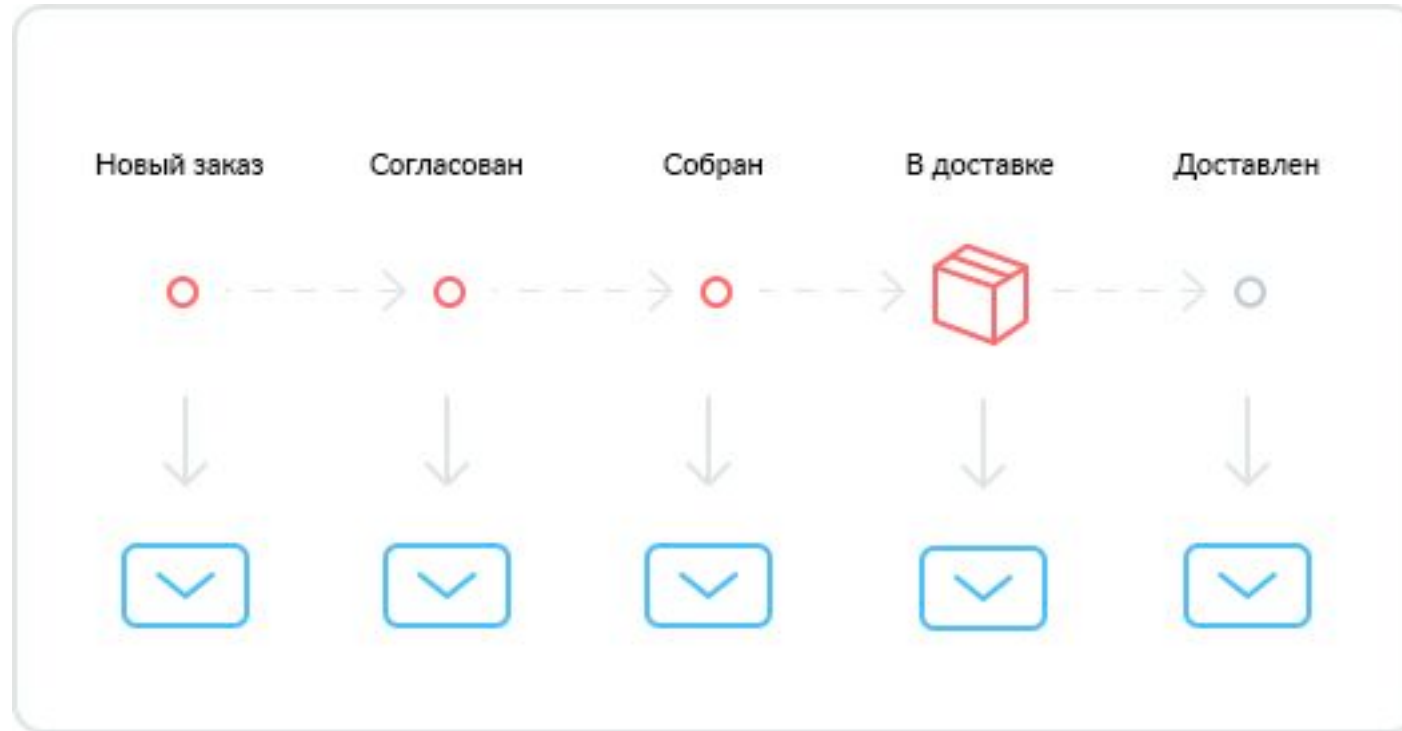 Новый заказ
Согласован
Собран
В доставке
Доставлен